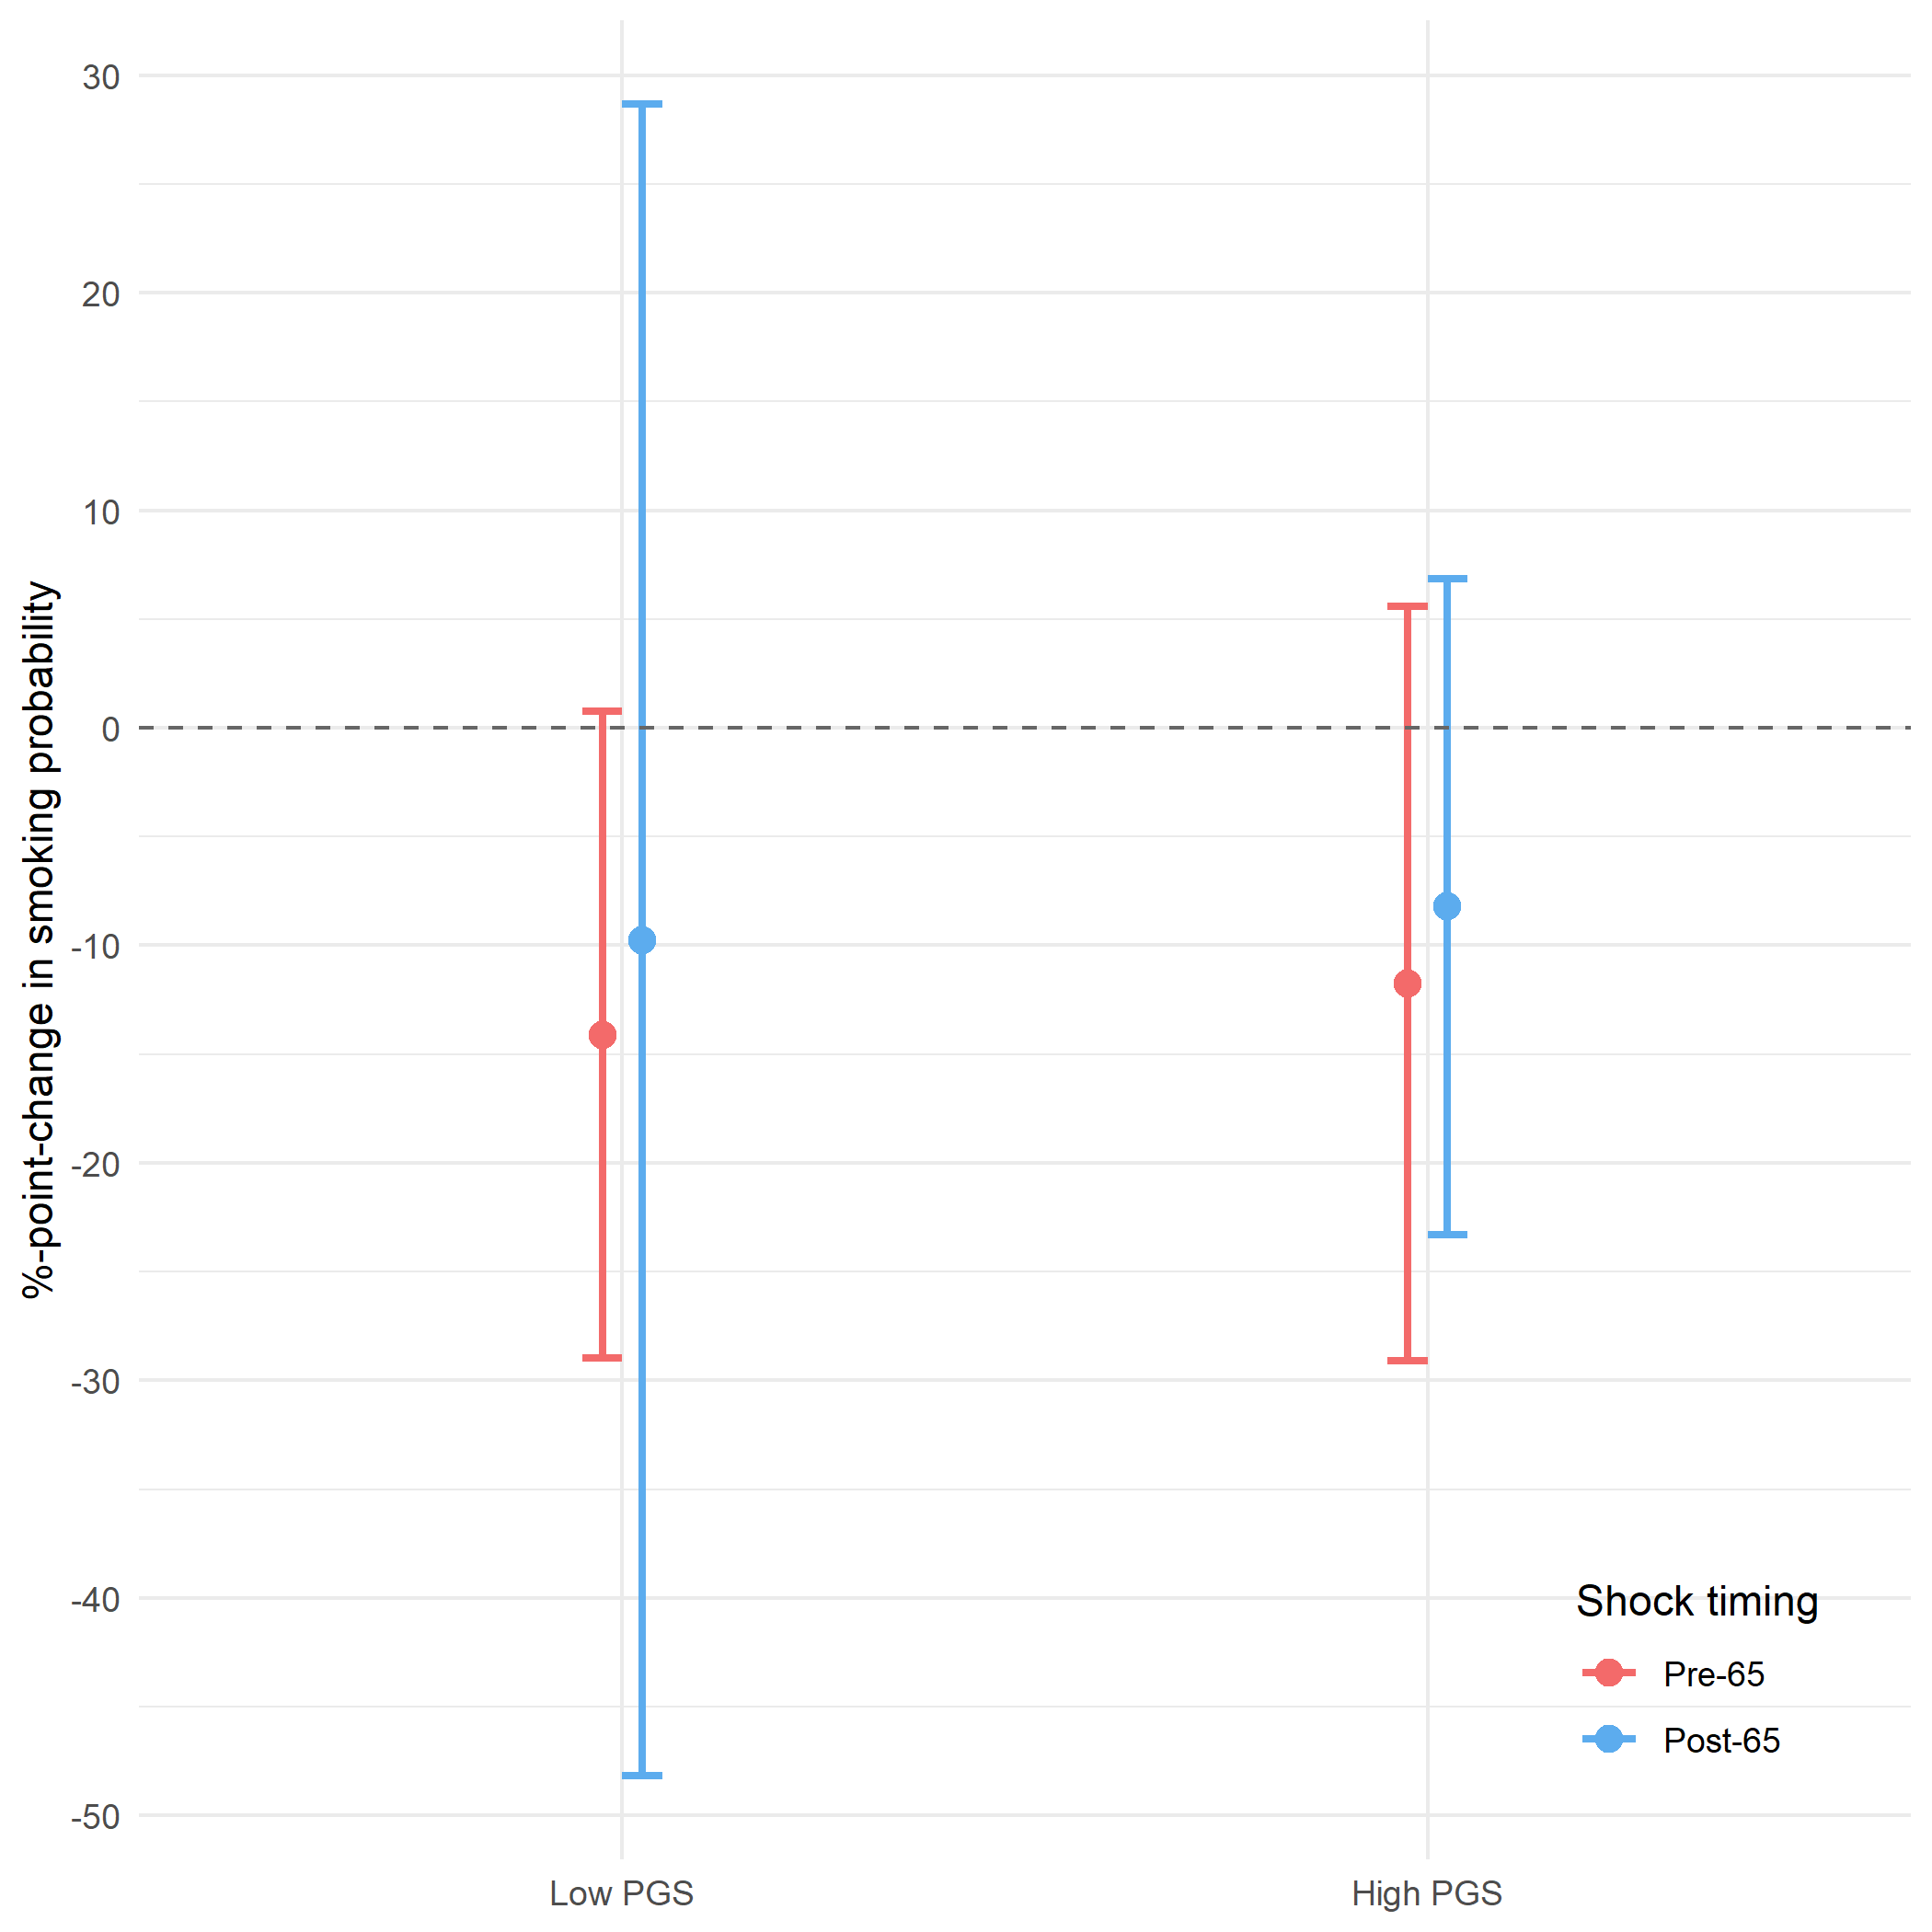 %-point-change in smoking probability
30
20
10
0
-10
-20
-30
-40
-50
Low PGS
High PGS
Shock timing
Pre-65
Post-65